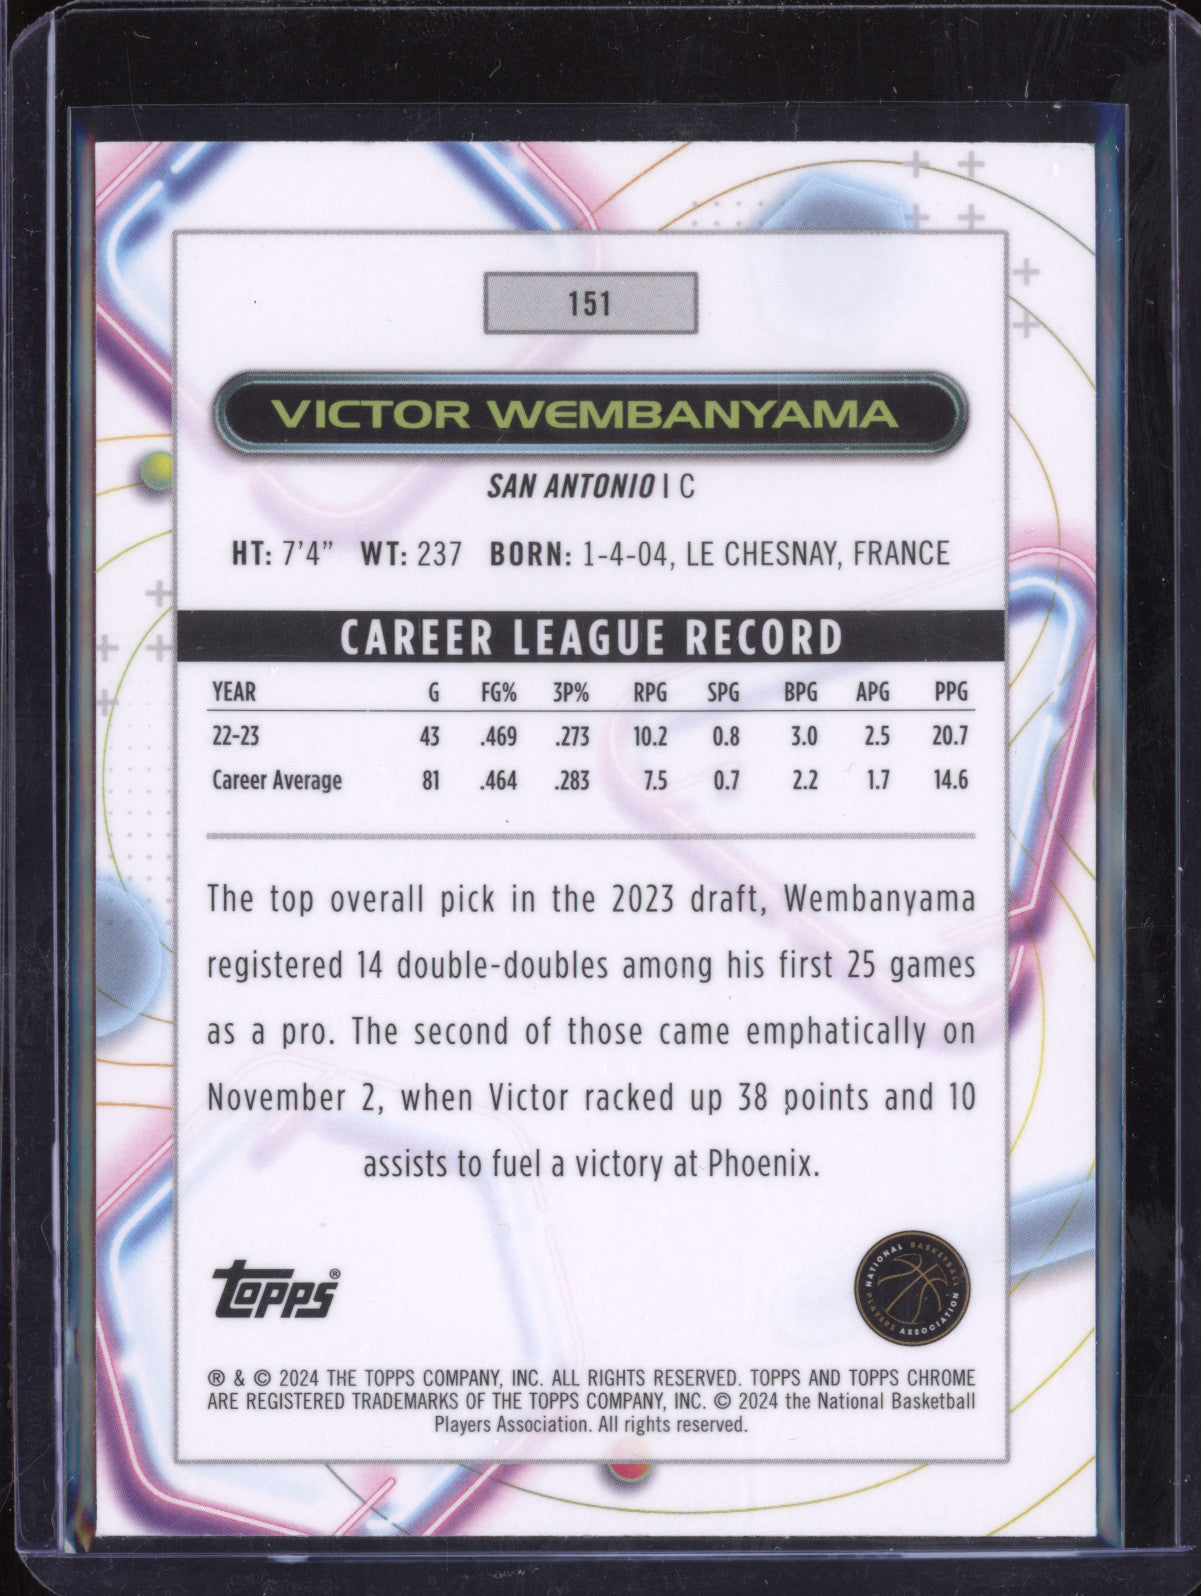 151
VICTOR WEMBANYAMA
SAN ANTONIO | C
HT: 7'4" WT: 237 BORN: 1-4-04, LE CHESNAY, FRANCE
CAREER LEAGUE RECORD
YEAR G FG% 3P% RPG SPG BPG APG PPG
22-23 43 .469 .273 10.2 0.8 3.0 2.5 20.7
Career Average 81 .464 .283 7.5 0.7 2.2 1.7 14.6
The top overall pick in the 2023 draft, Wembanyama
registered 14 double-doubles among his first 25 games
as a pro. The second of those came emphatically on
November 2, when Victor racked up 38 points and 10
assists to fuel a victory at Phoenix.
Topps®
NATIONAL BASKETBALL PLAYERS ASSOCIATION
® & © 2024 THE TOPPS COMPANY, INC. ALL RIGHTS RESERVED. TOPPS AND TOPPS CHROME
ARE REGISTERED TRADEMARKS OF THE TOPPS COMPANY, INC. © 2024 the National Basketball
Players Association. All rights reserved.